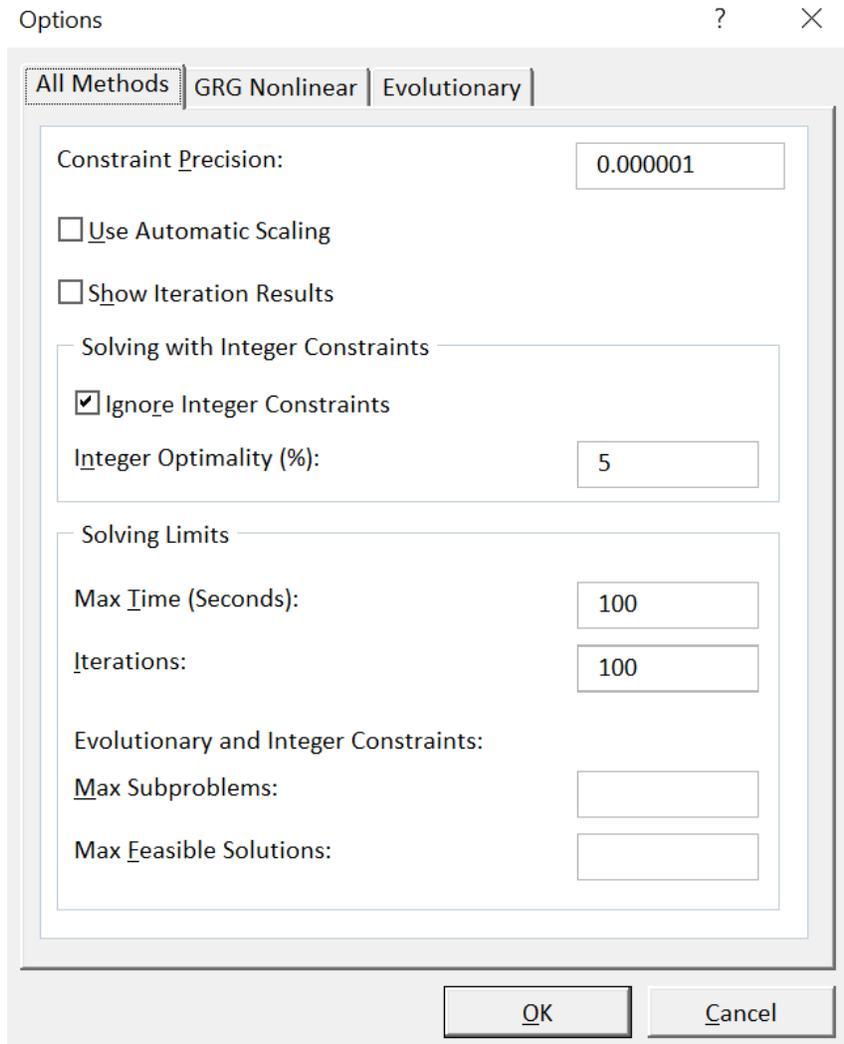 Options ?
All Methods GRG Nonlinear Evolutionary
Constraint Precision: 0.000001
Use Automatic Scaling
Show Iteration Results
Solving with Integer Constraints
Ignore Integer Constraints
Integer Optimality (%): 5
Solving Limits
Max Time (Seconds): 100
Iterations: 100
Evolutionary and Integer Constraints:
Max Subproblems:
Max Feasible Solutions:
OK Cancel